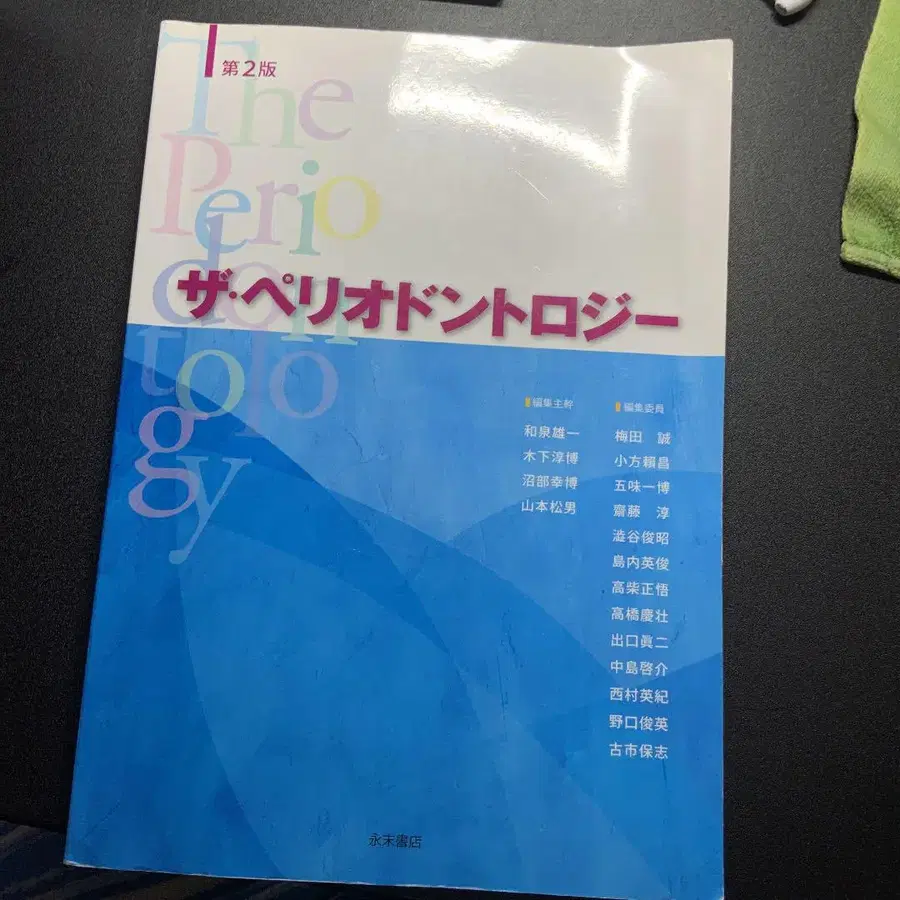 第2版
The
Perio
don
tolo
gy
ザ・ペリオドントロジー
編集主幹
和泉雄一
木下淳博
沼部幸博
山本松男
編集委員
梅田 誠
小方頼昌
五味一博
齋藤 淳
澁谷俊昭
島内英俊
高柴正悟
高橋慶壮
出口眞二
中島啓介
西村英紀
野口俊英
古市保志
永末書店